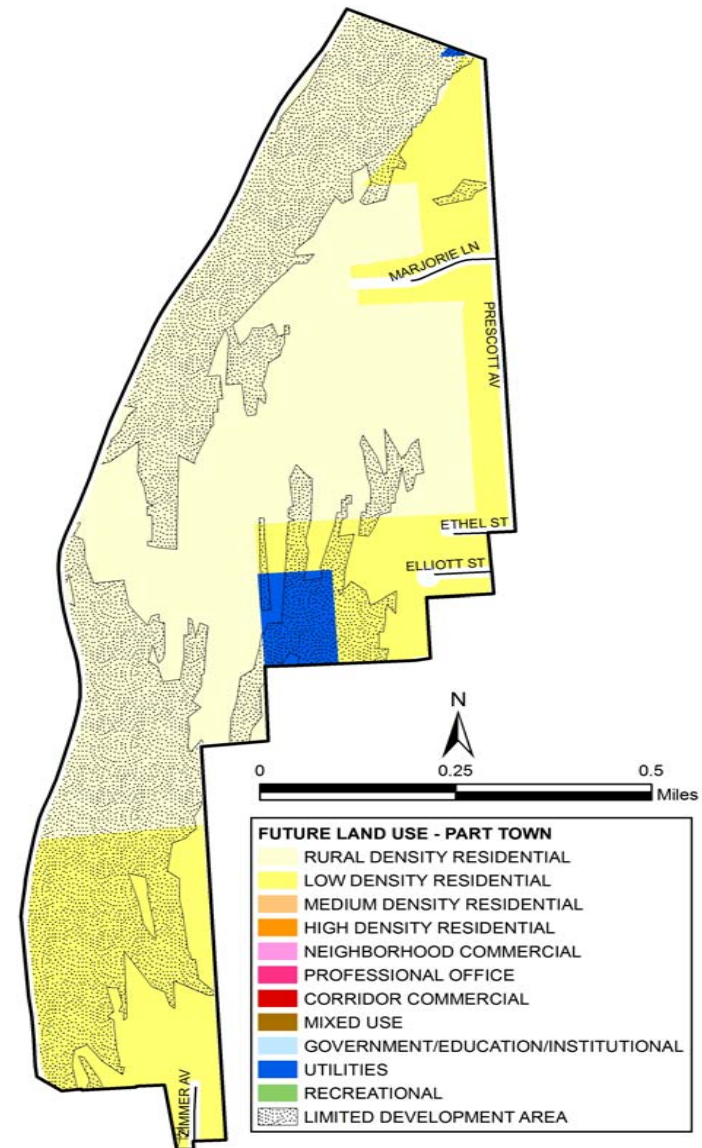 MARJORIE LN
PRESCOTT AV
ETHEL ST
ELLIOTT ST
N
0 0.25 0.5
Miles
FUTURE LAND USE - PART TOWN
RURAL DENSITY RESIDENTIAL
LOW DENSITY RESIDENTIAL
MEDIUM DENSITY RESIDENTIAL
HIGH DENSITY RESIDENTIAL
NEIGHBORHOOD COMMERCIAL
PROFESSIONAL OFFICE
CORRIDOR COMMERCIAL
MIXED USE
GOVERNMENT/EDUCATION/INSTITUTIONAL
UTILITIES
RECREATIONAL
LIMITED DEVELOPMENT AREA
ZIMMER AV